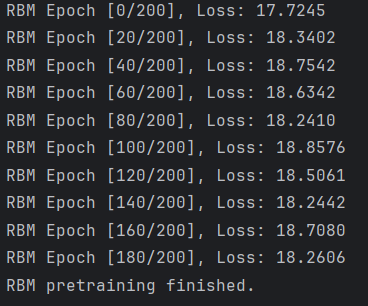 RBM Epoch [0/200], Loss: 17.7245
RBM Epoch [20/200], Loss: 18.3402
RBM Epoch [40/200], Loss: 18.7542
RBM Epoch [60/200], Loss: 18.6342
RBM Epoch [80/200], Loss: 18.2410
RBM Epoch [100/200], Loss: 18.8576
RBM Epoch [120/200], Loss: 18.5061
RBM Epoch [140/200], Loss: 18.2442
RBM Epoch [160/200], Loss: 18.7080
RBM Epoch [180/200], Loss: 18.2606
RBM pretraining finished.